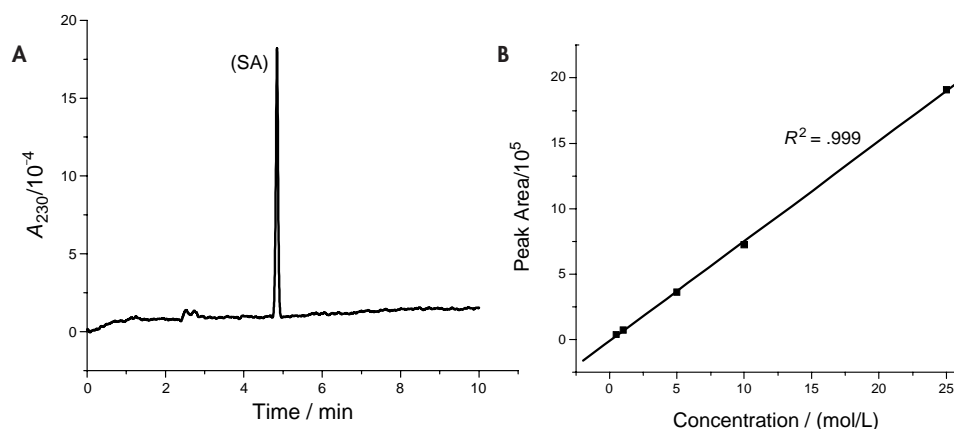 A
20
15
10
5
0
0
2
4
6
8
10
A230/10⁻⁴
Time / min
(SA)
B
20
15
10
5
0
0
5
10
15
20
25
Peak Area/10⁵
Concentration / (mol/L)
R² = .999